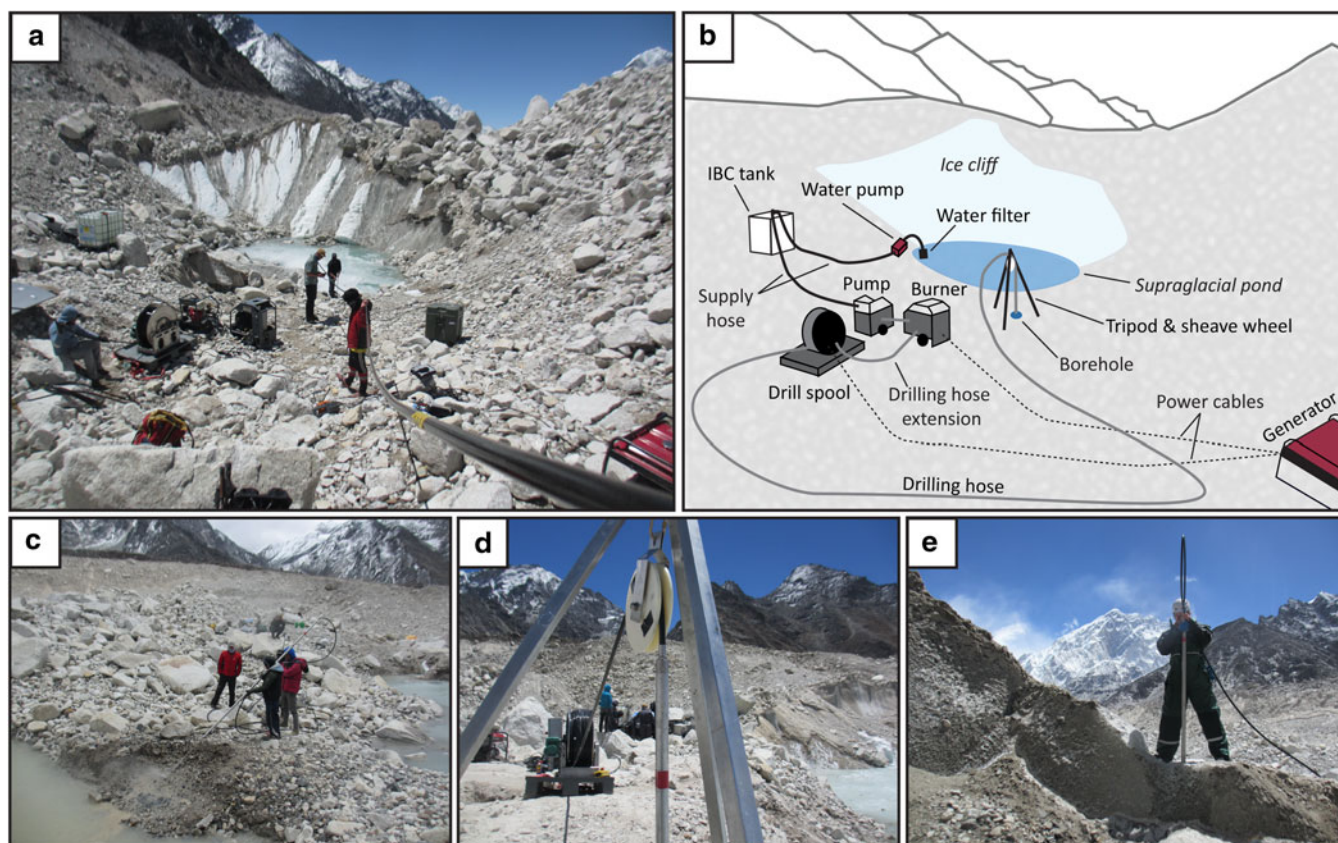 a
b
IBC tank
Water pump
Ice cliff
Water filter
Supply
hose
Pump
Burner
Supraglacial pond
Tripod & sheave wheel
Borehole
Drill spool
Drilling hose
extension
Power cables
Generator
Drilling hose
c
d
e